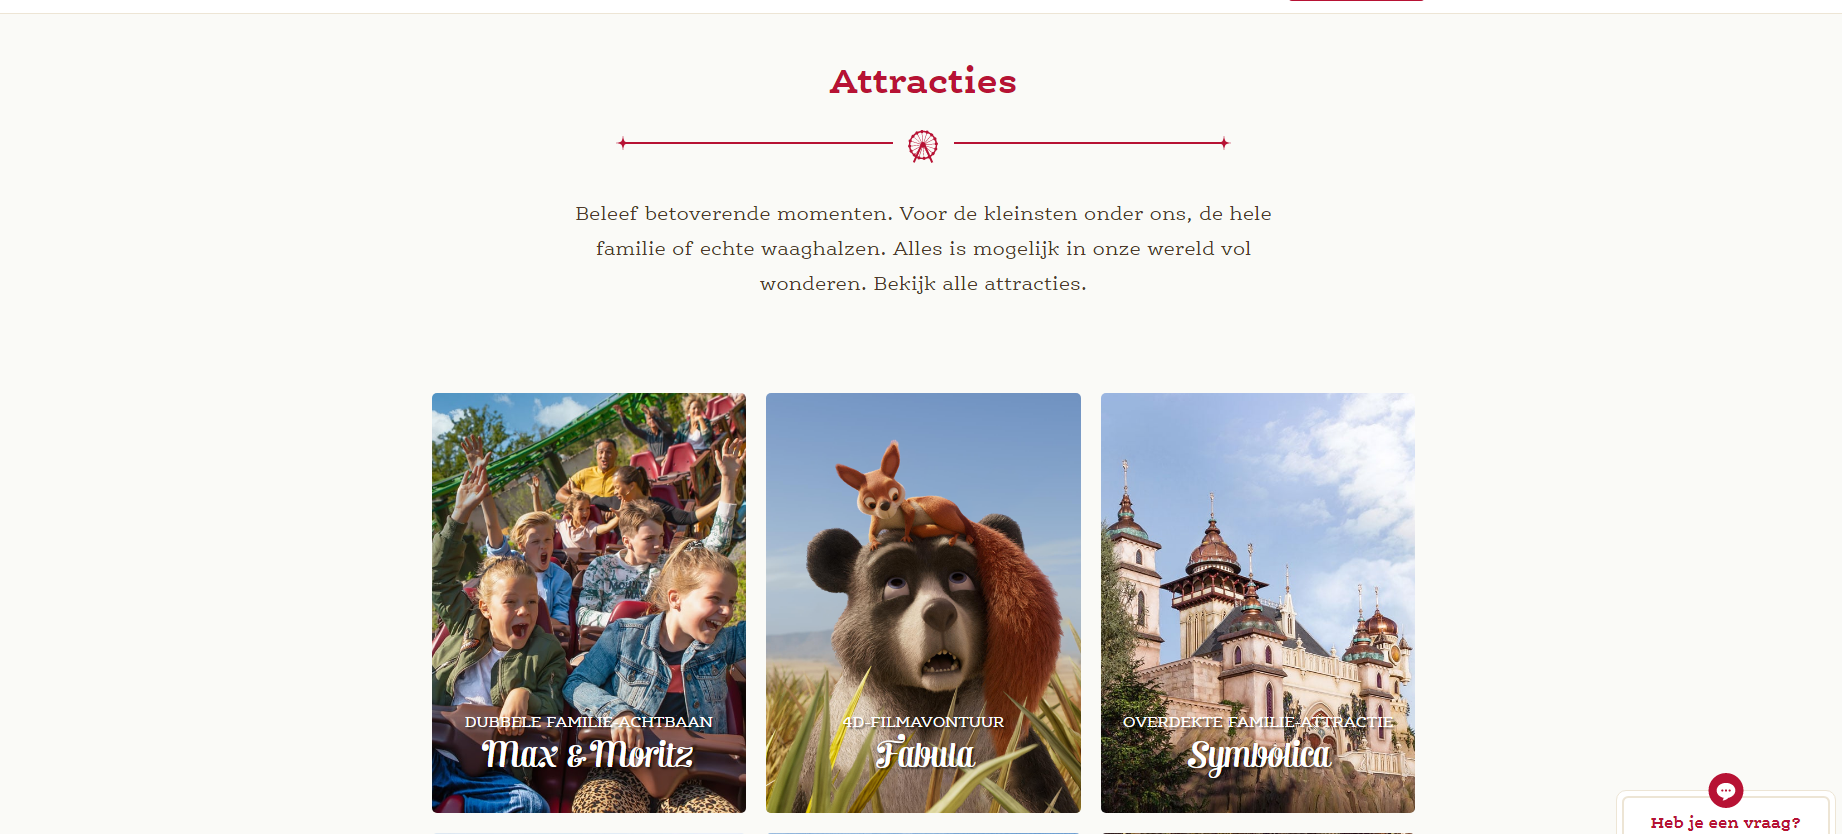 Attracties
Beleef betoverende momenten. Voor de kleinsten onder ons, de hele
familie of echte waaghalzen. Alles is mogelijk in onze wereld vol
wonderen. Bekijk alle attracties.
DUBBELE FAMILIE-ACHTBAAN
Max & Moritz
4D-FILMAVONTUUR
Fabula
OVERDEKTE FAMILIE-ATTRACTIE
Symbolica
Heb je een vraag?